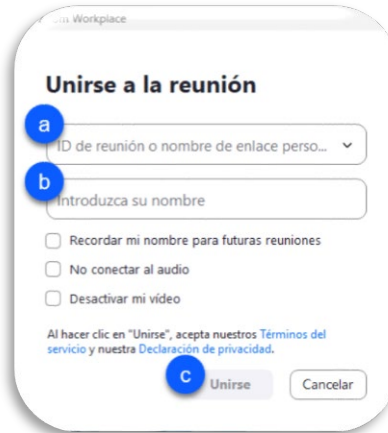 Workplace
Unirse a la reunión
a
ID de reunión o nombre de enlace perso...
b
Introduzca su nombre
Recordar mi nombre para futuras reuniones
No conectar al audio
Desactivar mi vídeo
Al hacer clic en "Unirse", acepta nuestros Términos del
servicio y nuestra Declaración de privacidad.
c
Unirse Cancelar